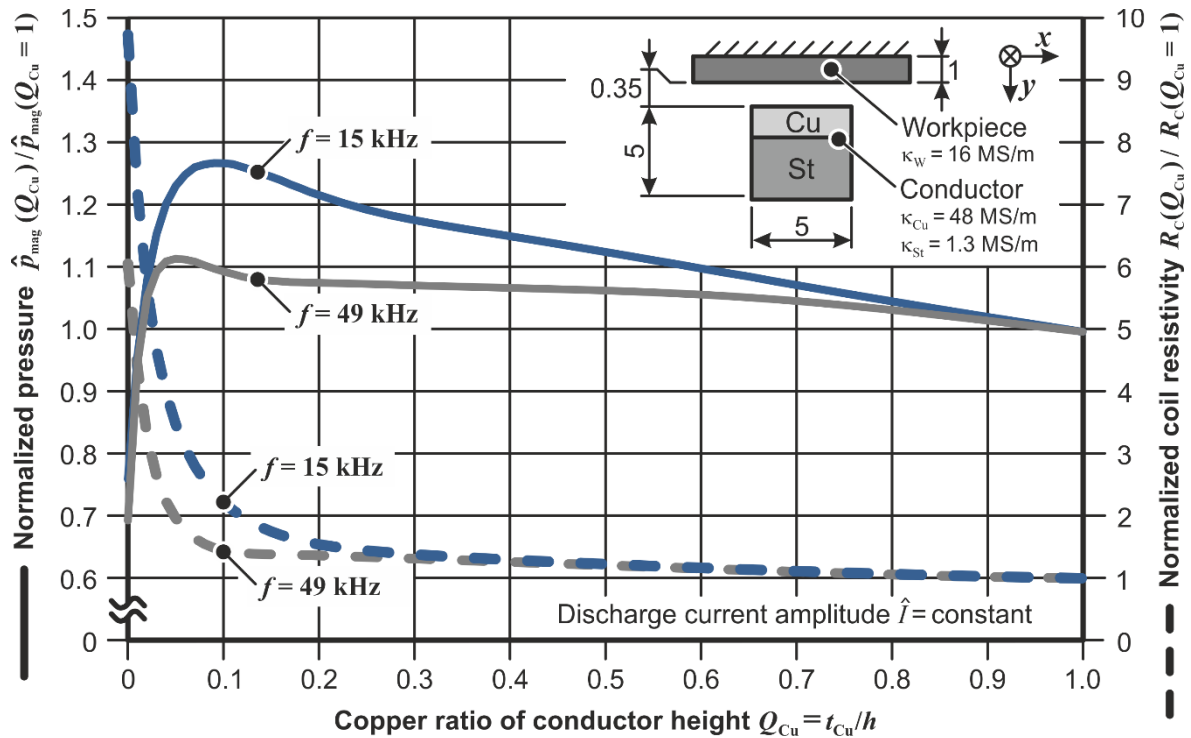 Normalized pressure p̂mag(QCu)/p̂mag(QCu = 1)
1.5
1.4
1.3
1.2
1.1
1.0
0.9
0.8
0.7
0.6
0
f = 15 kHz
f = 49 kHz
f = 15 kHz
f = 49 kHz
0.35
1
5
5
Cu
St
x
y
Workpiece
κW = 16 MS/m
Conductor
κCu = 48 MS/m
κSt = 1.3 MS/m
Discharge current amplitude Î = constant
10
9
8
7
6
5
4
3
2
1
0
Normalized coil resistivity RC(QCu) / RC(QCu = 1)
0 0.1 0.2 0.3 0.4 0.5 0.6 0.7 0.8 0.9 1.0
Copper ratio of conductor height QCu = tCu/h